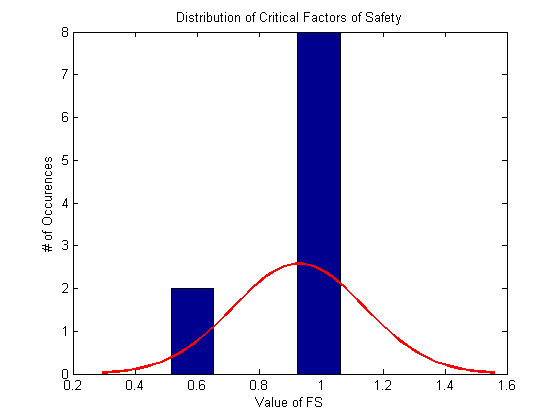 Distribution of Critical Factors of Safety
8
7
6
5
4
3
2
1
0
# of Occurences
0.2 0.4 0.6 0.8 1 1.2 1.4 1.6
Value of FS